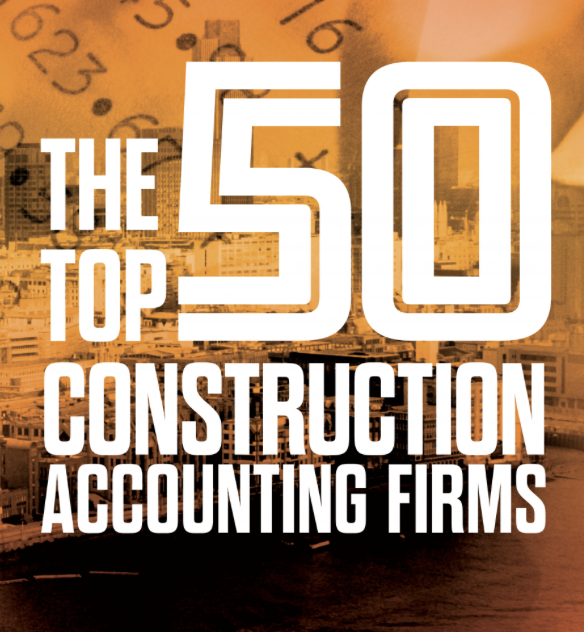 THE
TOP 50
CONSTRUCTION
ACCOUNTING FIRMS